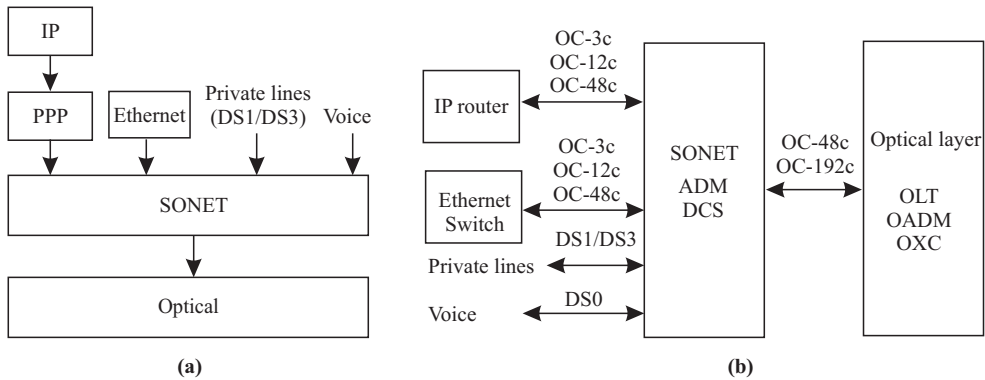 IP
PPP
Ethernet
Private lines
(DS1/DS3)
Voice
SONET
Optical
(a)
OC-3c
OC-12c
OC-48c
IP router
OC-3c
OC-12c
OC-48c
Ethernet
Switch
DS1/DS3
Private lines
DS0
Voice
SONET
ADM
DCS
OC-48c
OC-192c
Optical layer
OLT
OADM
OXC
(b)